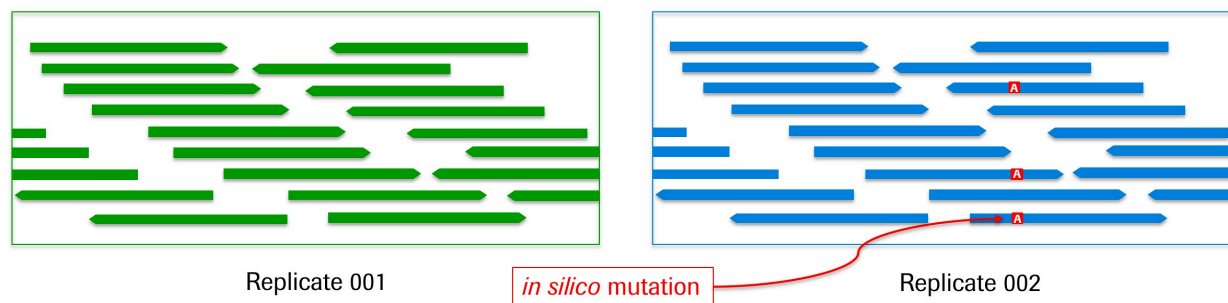 A
A
A
Replicate 001
in silico mutation
Replicate 002